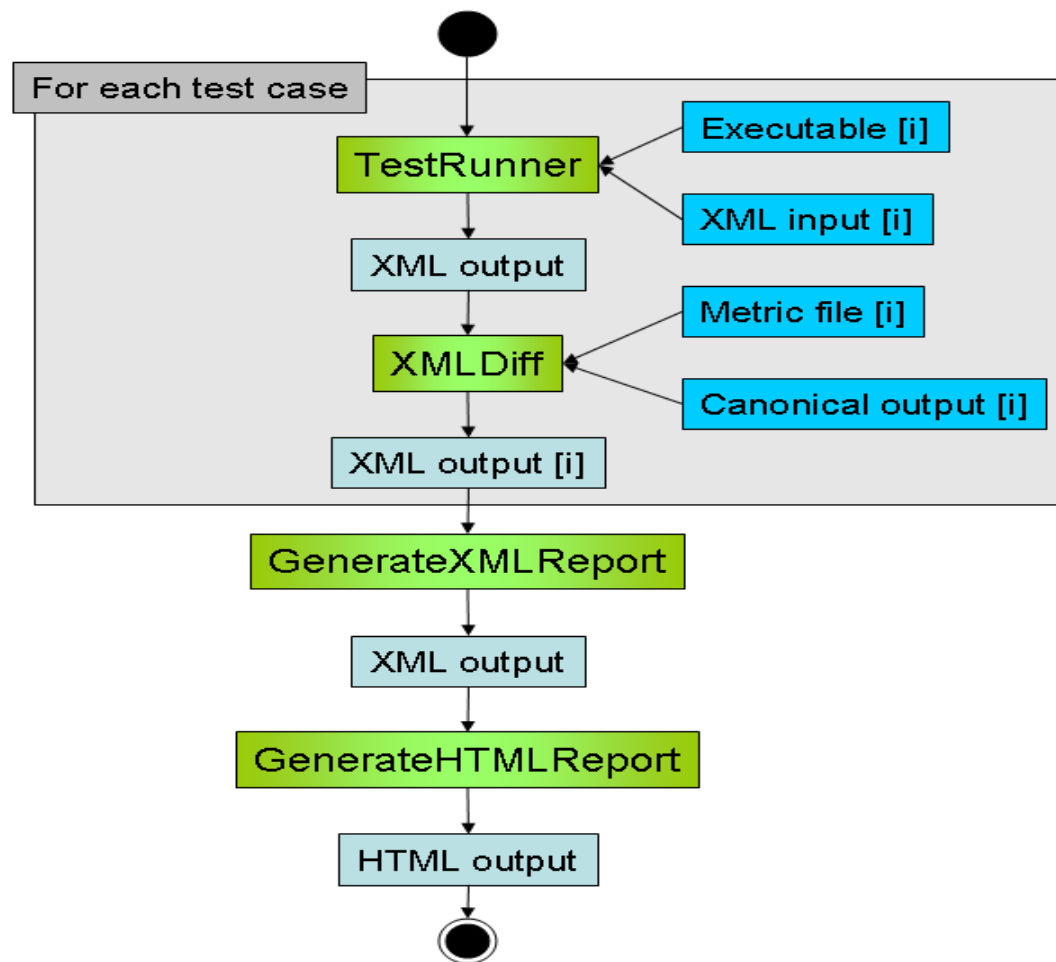 For each test case
Executable [i]
TestRunner
XML input [i]
XML output
Metric file [i]
XMLDiff
Canonical output [i]
XML output [i]
GenerateXMLReport
XML output
GenerateHTMLReport
HTML output